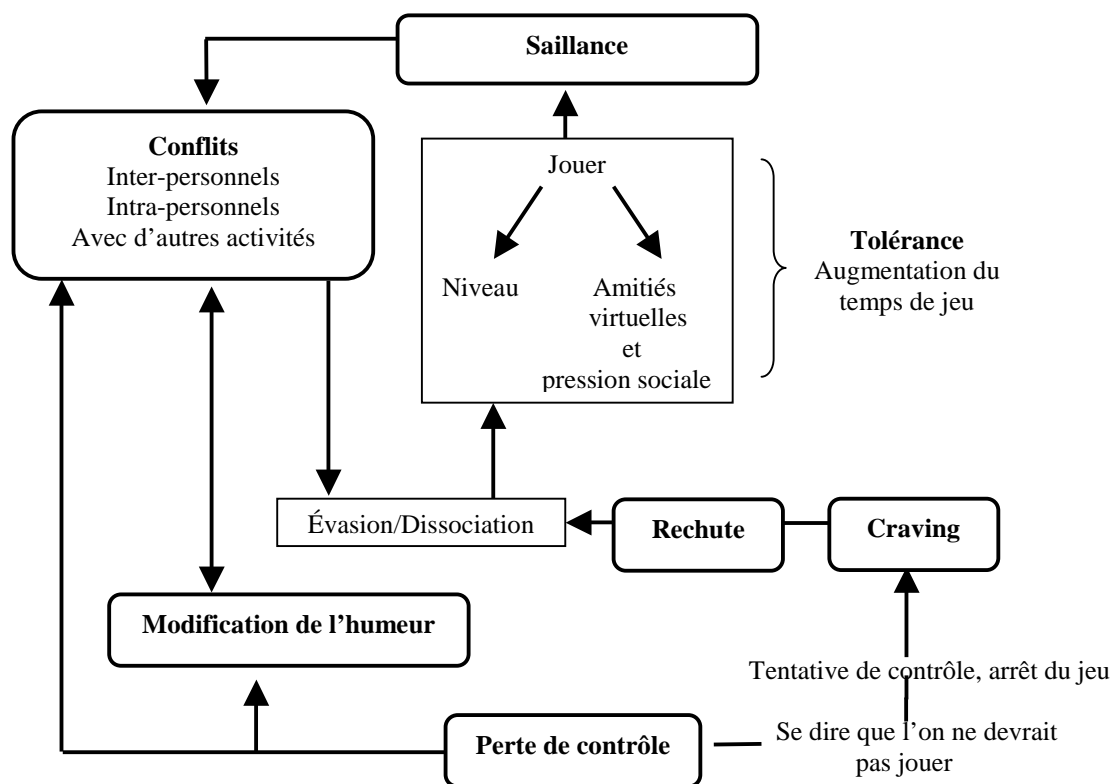 Saillance
Conflits
Inter-personnels
Intra-personnels
Avec d'autres activités
Jouer
Niveau
Amitiés
virtuelles
et
pression sociale
Tolérance
Augmentation du
temps de jeu
Évasion/Dissociation
Rechute
Craving
Modification de l'humeur
Tentative de contrôle, arrêt du jeu
Perte de contrôle
Se dire que l'on ne devrait
pas jouer